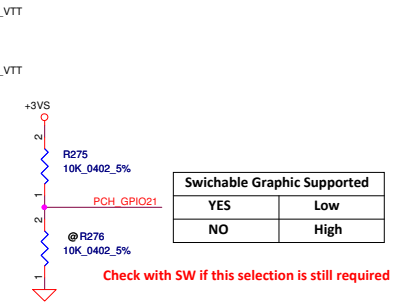 _VTT
_VTT
+3VS
2
R275
10K_0402_5%
1
PCH_GPIO21
2
@R276
10K_0402_5%
1
Swichable Graphic Supported
YES Low
NO High
Check with SW if this selection is still required